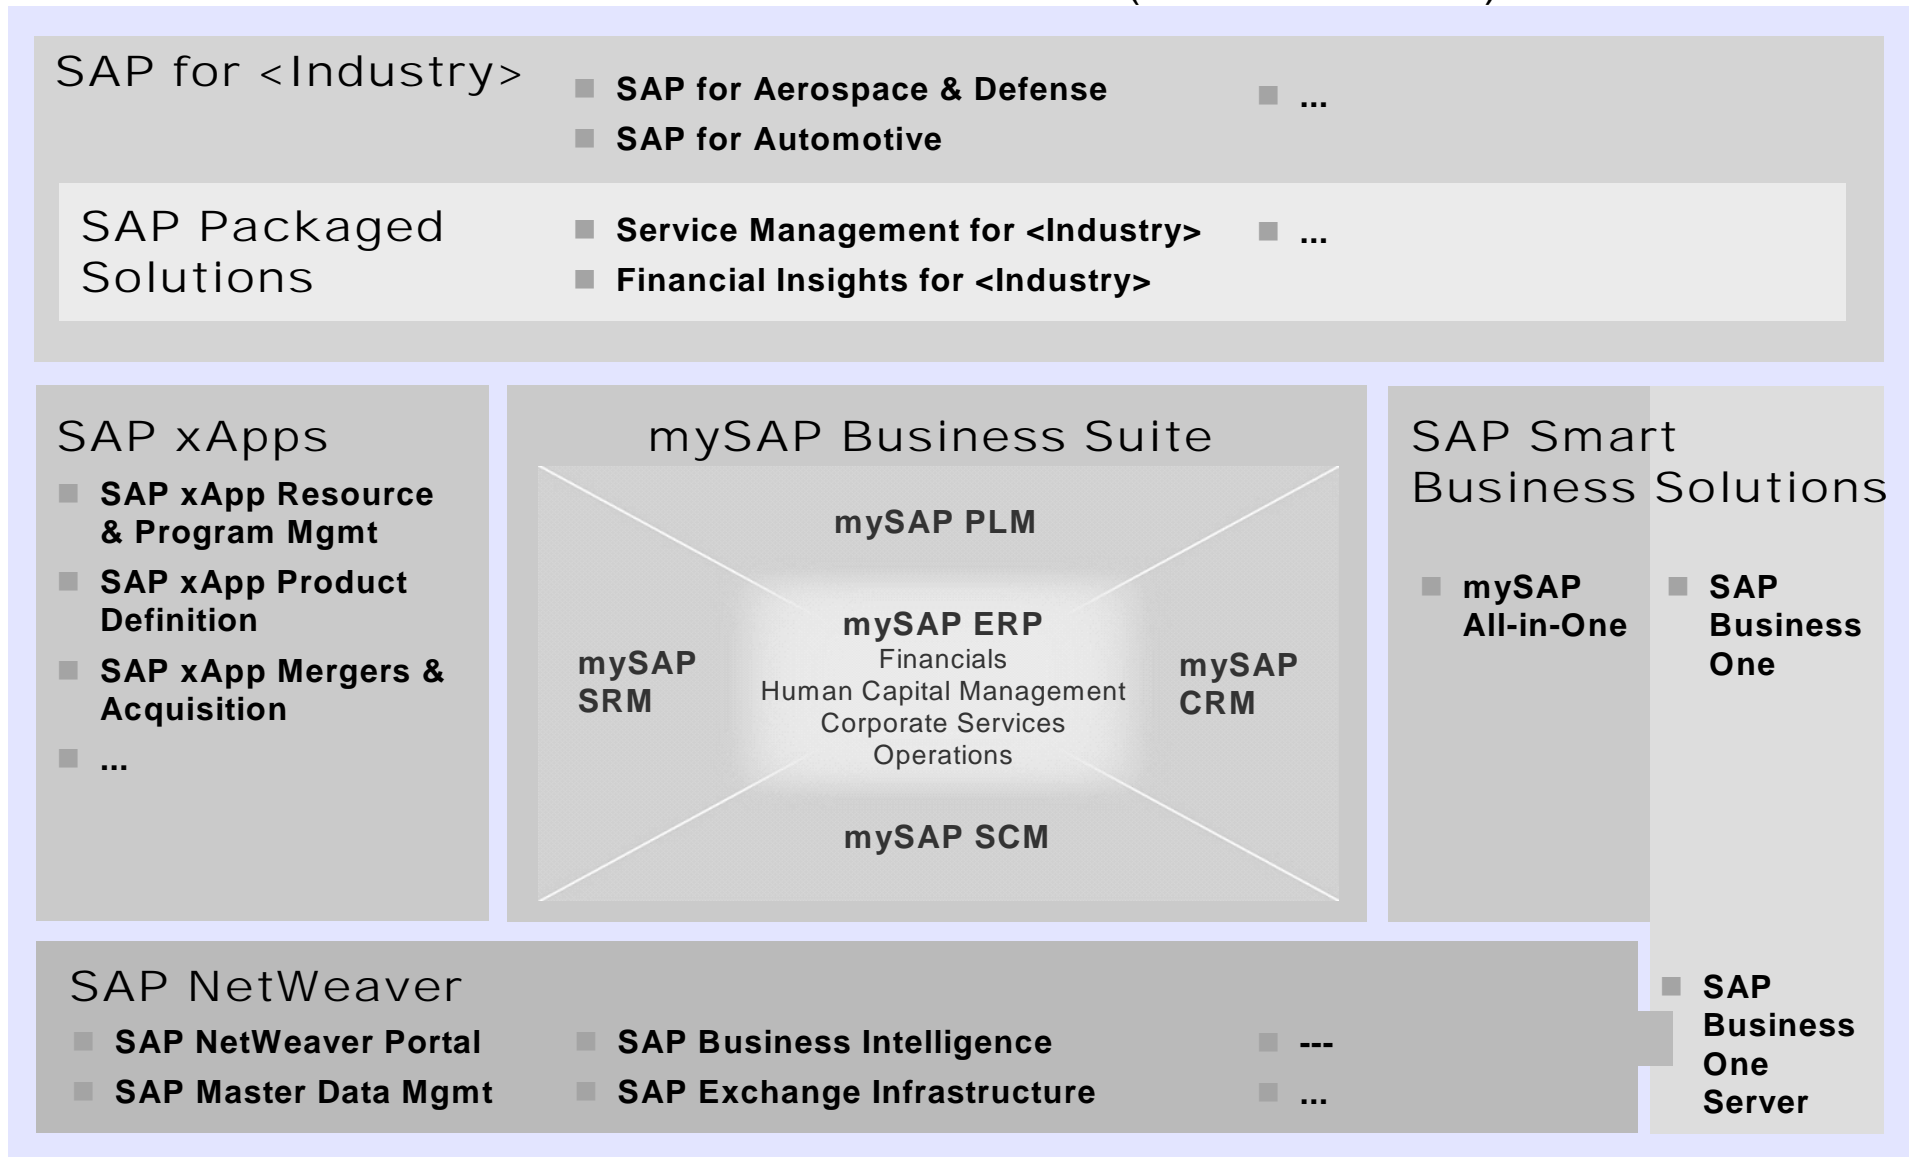 SAP for <Industry>
SAP for Aerospace & Defense
SAP for Automotive
...
SAP Packaged
Solutions
Service Management for <Industry>
Financial Insights for <Industry>
...
SAP xApps
SAP xApp Resource
& Program Mgmt
SAP xApp Product
Definition
SAP xApp Mergers &
Acquisition
...
mySAP Business Suite
mySAP PLM
mySAP
SRM
mySAP ERP
Financials
Human Capital Management
Corporate Services
Operations
mySAP
CRM
mySAP SCM
SAP Smart
Business Solutions
mySAP
All-in-One
SAP
Business
One
SAP NetWeaver
SAP NetWeaver Portal
SAP Master Data Mgmt
SAP Business Intelligence
SAP Exchange Infrastructure
---
...
SAP
Business
One
Server